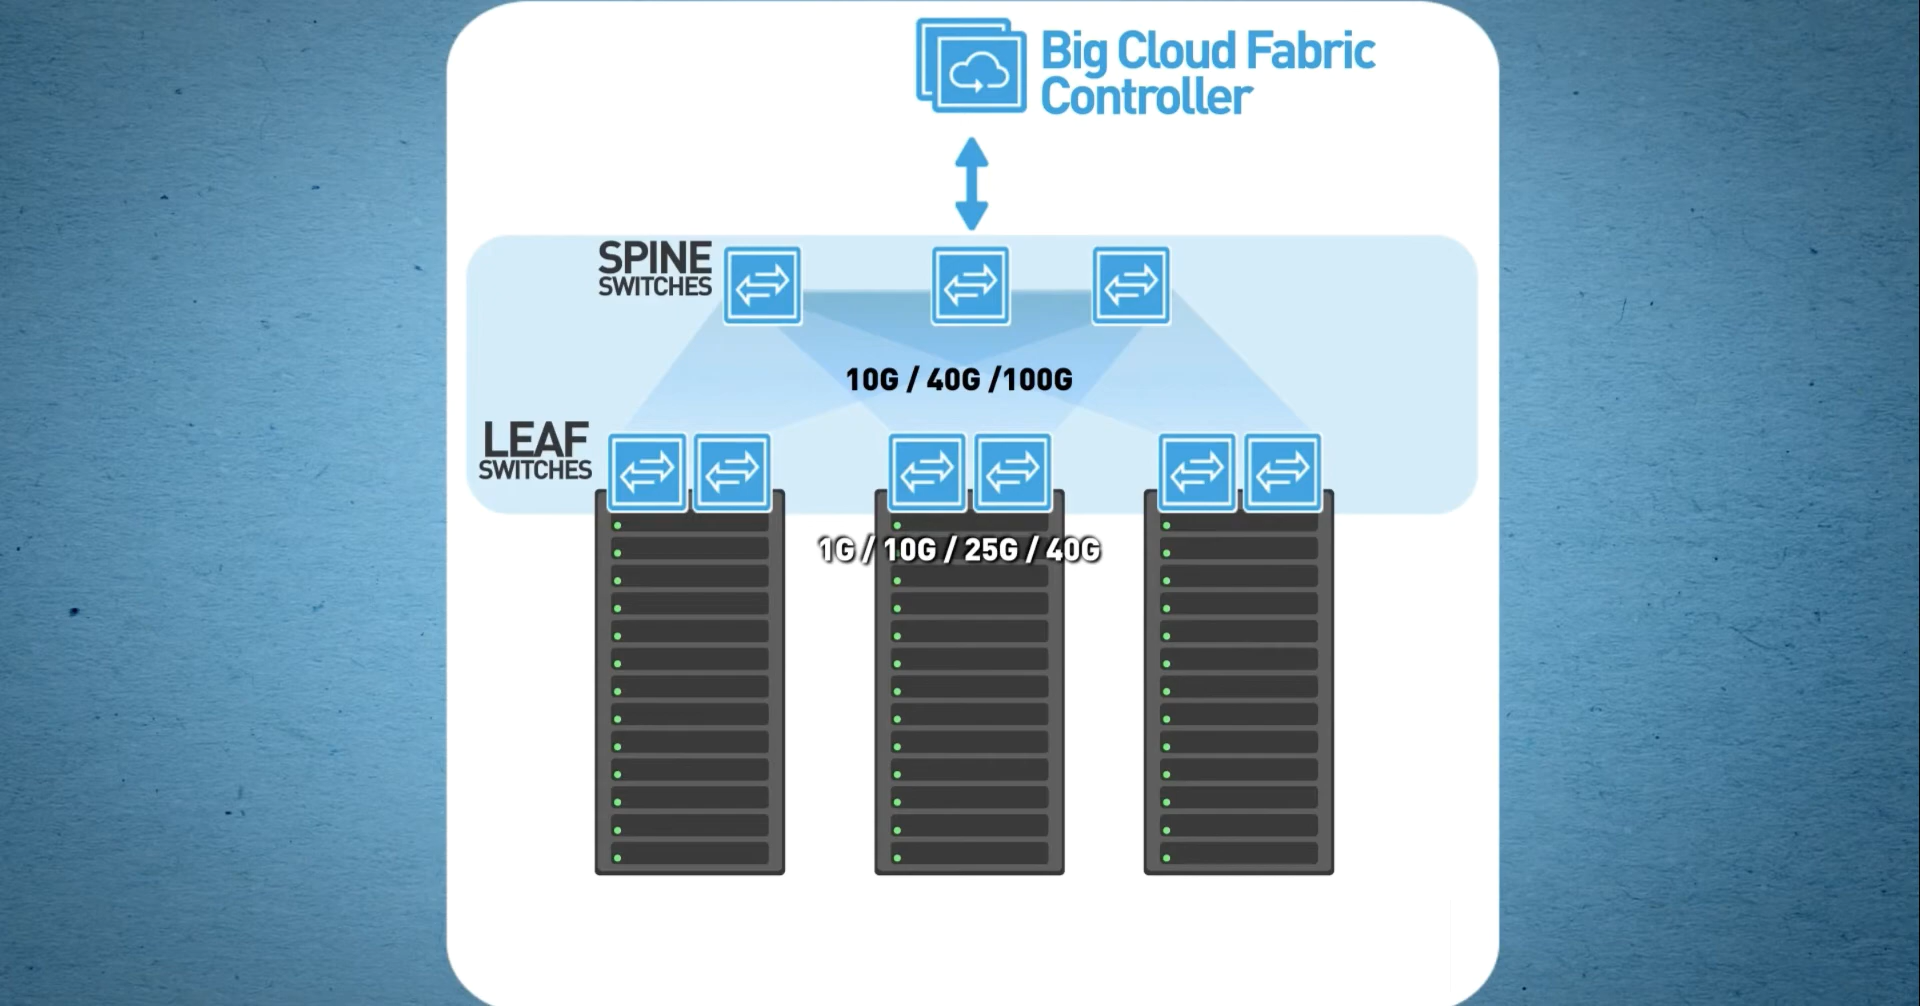 Big Cloud Fabric
Controller
SPINE
SWITCHES
10G / 40G /100G
LEAF
SWITCHES
1G / 10G / 25G / 40G